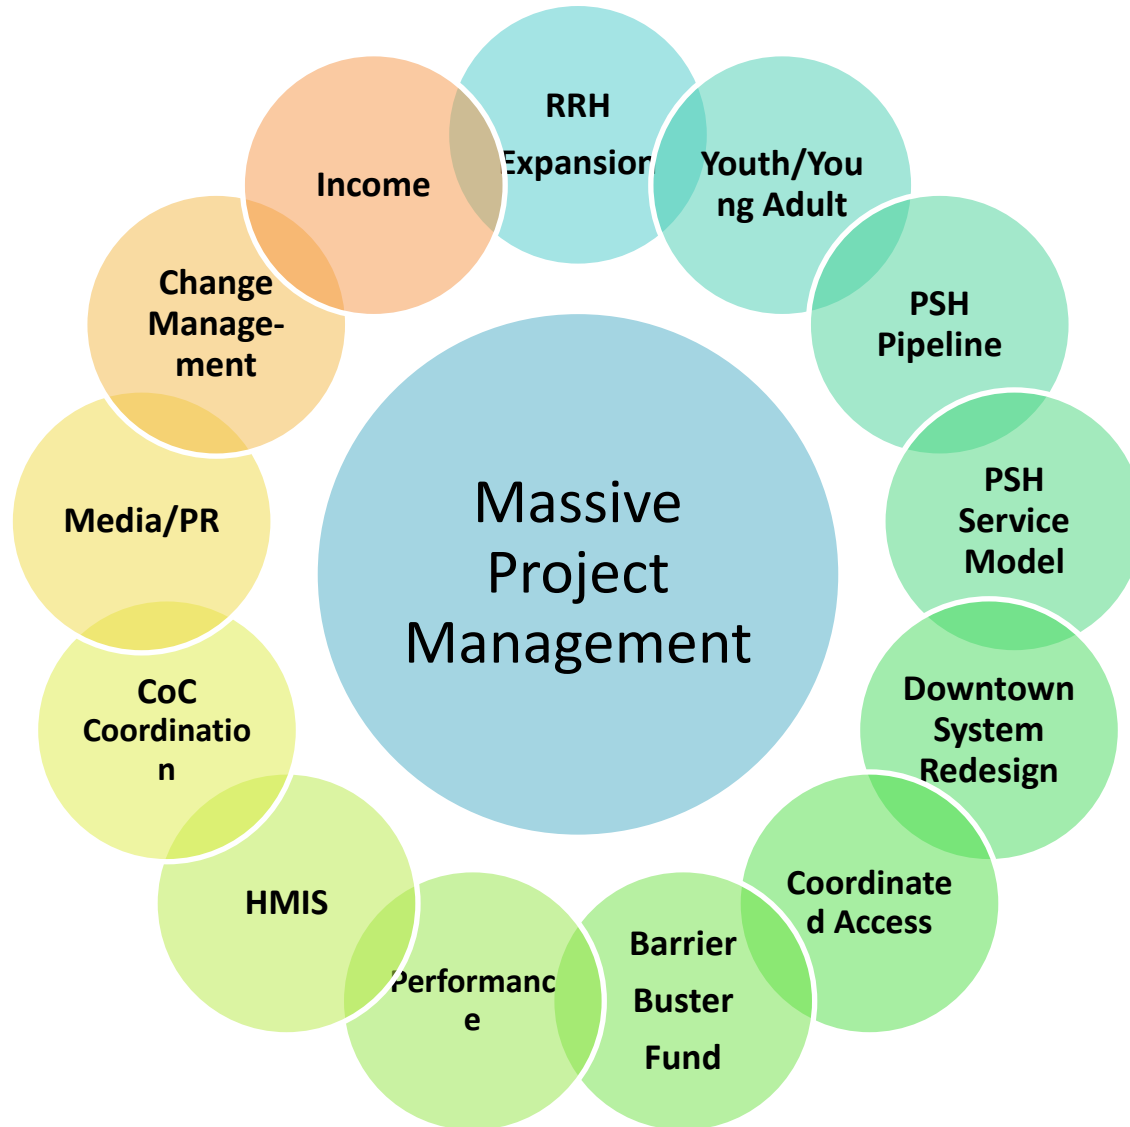 RRH
Expansion
Youth/You
ng Adult
PSH
Pipeline
PSH
Service
Model
Downtown
System
Redesign
Coordinate
d Access
Barrier
Buster
Fund
Performanc
e
HMIS
CoC
Coordinatio
n
Media/PR
Change
Manage-
ment
Income
Massive
Project
Management